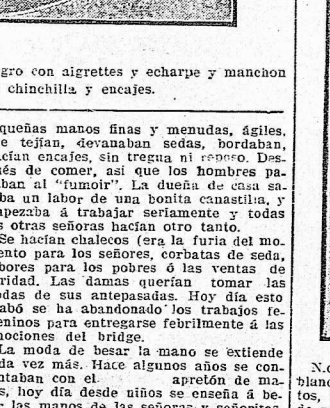 gro con aigrettes y echarpe y manchon
chinchilla y encajes.
queñas manos finas y menudas, ágiles,
e tejían, devanaban sedas, bordaban,
cían encajes, sin tregua ni reposo. Des-
ués de comer, asi que los hombres pa-
ban al "fumoir". La dueña de casa sa-
ba un labor de una bonita canastilla, y
pezaba á trabajar seriamente y todas
s otras señoras hacían otro tanto.
Se hacían chalecos (era la furia del mo-
ento para los señores, corbatas de seda,
bores para los pobres ó las ventas de
ridad. Las damas querían tomar las
odas de sus antepasadas. Hoy día esto
abó se ha abandonado los trabajos fe-
eninos para entregarse febrilmente á las
mociones del bridge.
La moda de besar la mano se extiende
da vez más. Hace algunos años se con-
ntaban con el apretón de ma-
s, hoy día desde niños se enseña á be-
r las manos de las señoras y señoritas.
N.o
blanc
tos,